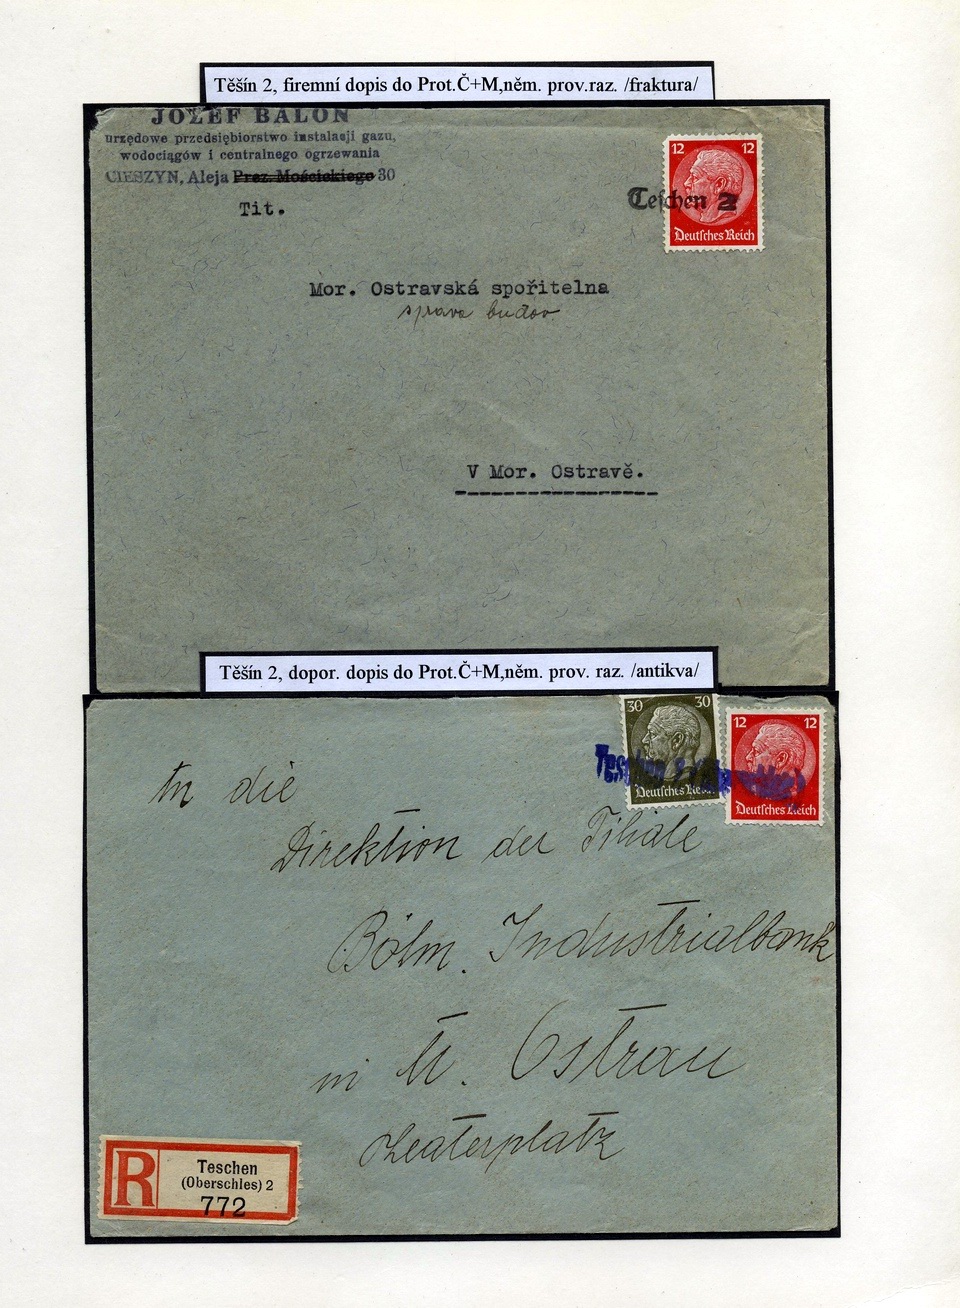 Těšín 2, firemní dopis do Prot.Č+M,něm. prov.raz. /fraktura/
JOZEF BALON
urzędowe przedsiębiorstwo instalacji gazu,
wodociągów i centralnego ogrzewania
CIESZYN, Aleja Prez. Mościckiego 30
Tit.
12 12
Teschen 2
Deutsches Reich
Mor. Ostravská spořitelna
sprava budov
V Mor. Ostravě.
Těšín 2, dopor. dopis do Prot.Č+M,něm. prov. raz. /antikva/
30 30
12 12
Teschen 2
Deutsches Reich
Deutsches Reich
An die
Direktion der Filiale
Böhm. Industrialbank
in M. Ostrau
Theaterplatz
R
Teschen
(Oberschles) 2
772